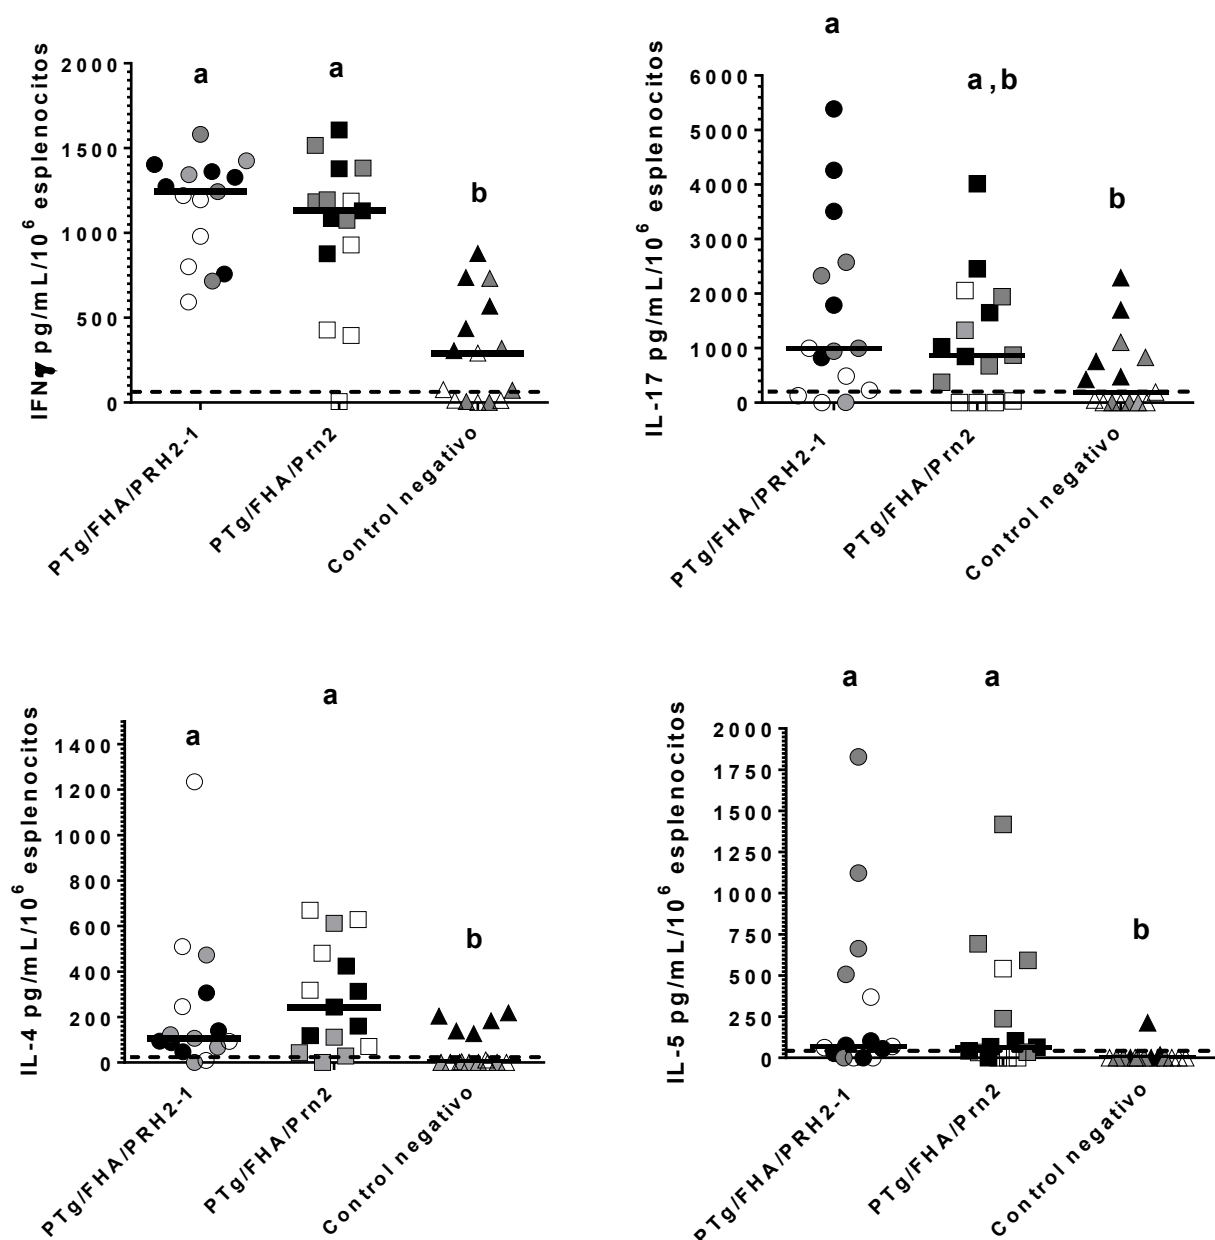 a
a
b
2000
1500
1000
500
0
IFNγ pg/mL/10⁶ esplenocitos
PTg/FHA/PRH2-1
PTg/FHA/Prn2
Control negativo
a
a,b
b
6000
5000
4000
3000
2000
1000
0
IL-17 pg/mL/10⁶ esplenocitos
PTg/FHA/PRH2-1
PTg/FHA/Prn2
Control negativo
a
a
b
1400
1200
1000
800
600
400
200
0
IL-4 pg/mL/10⁶ esplenocitos
PTg/FHA/PRH2-1
PTg/FHA/Prn2
Control negativo
a
a
b
2000
1750
1500
1250
1000
750
500
250
0
IL-5 pg/mL/10⁶ esplenocitos
PTg/FHA/PRH2-1
PTg/FHA/Prn2
Control negativo